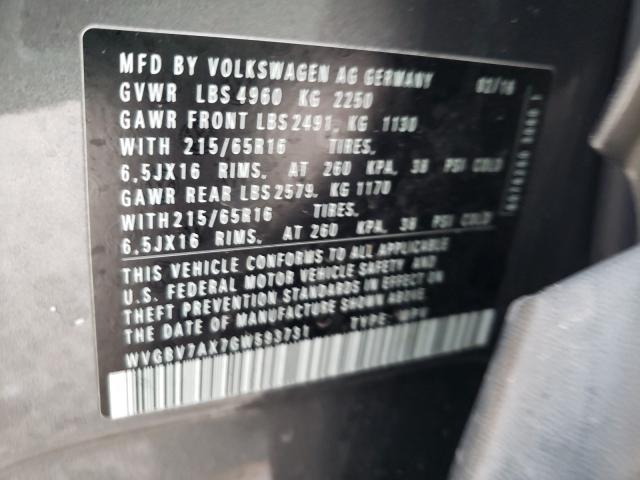 MFD BY VOLKSWAGEN AG GERMANY 02/16
GVWR LBS 4960 KG 2250
GAWR FRONT LBS 2491, KG 1130
WITH 215/65R16 TIRES,
6,5JX16 RIMS, AT 260 KPA, 38 PSI COLD
GAWR REAR LBS 2579, KG 1170
WITH 215/65R16 TIRES,
6,5JX16 RIMS, AT 260 KPA, 38 PSI COLD
THIS VEHICLE CONFORMS TO ALL APPLICABLE
U.S. FEDERAL MOTOR VEHICLE SAFETY AND
THEFT PREVENTION STANDARDS IN EFFECT ON
THE DATE OF MANUFACTURE SHOWN ABOVE.
WVGBV7AX7GW593731 TYPE: MPV